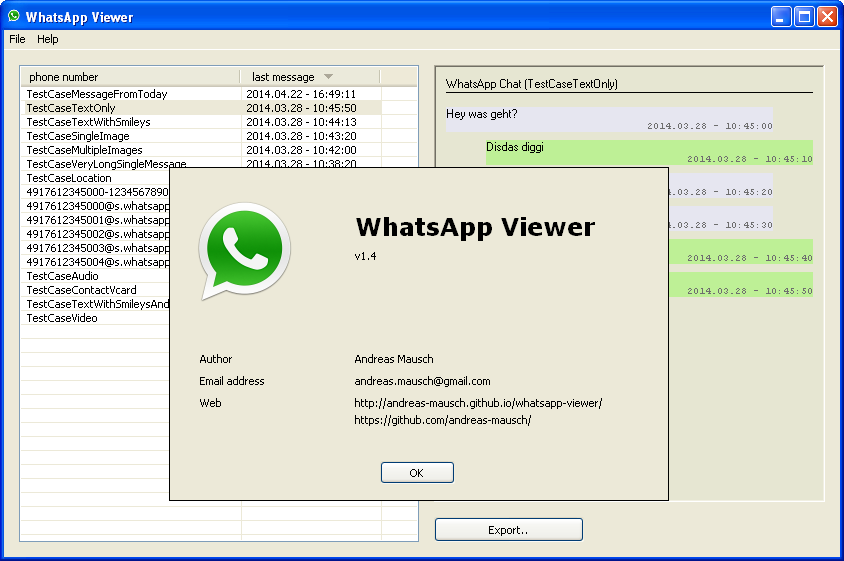 WhatsApp Viewer
File Help
phone number last message
TestCaseMessageFromToday 2014.04.22 - 16:49:11
TestCaseTextOnly 2014.03.28 - 10:45:50
TestCaseTextWithSmileys 2014.03.28 - 10:44:13
TestCaseSingleImage 2014.03.28 - 10:43:20
TestCaseMultipleImages 2014.03.28 - 10:42:00
TestCaseVeryLongSingleMessage 2014.03.28 - 10:38:20
TestCaseLocation
4917612345000-1234567890
4917612345000@s.whatsapp
4917612345001@s.whatsapp
4917612345002@s.whatsapp
4917612345003@s.whatsapp
4917612345004@s.whatsapp
TestCaseAudio
TestCaseContactVcard
TestCaseTextWithSmileysAnd
TestCaseVideo
WhatsApp Chat (TestCaseTextOnly)
Hey was geht?
2014.03.28 - 10:45:00
Disdas diggi
2014.03.28 - 10:45:10
.03.28 - 10:45:20
.03.28 - 10:45:30
2014.03.28 - 10:45:40
2014.03.28 - 10:45:50
WhatsApp Viewer
v1.4
Author Andreas Mausch
Email address andreas.mausch@gmail.com
Web http://andreas-mausch.github.io/whatsapp-viewer/
https://github.com/andreas-mausch/
OK
Export..